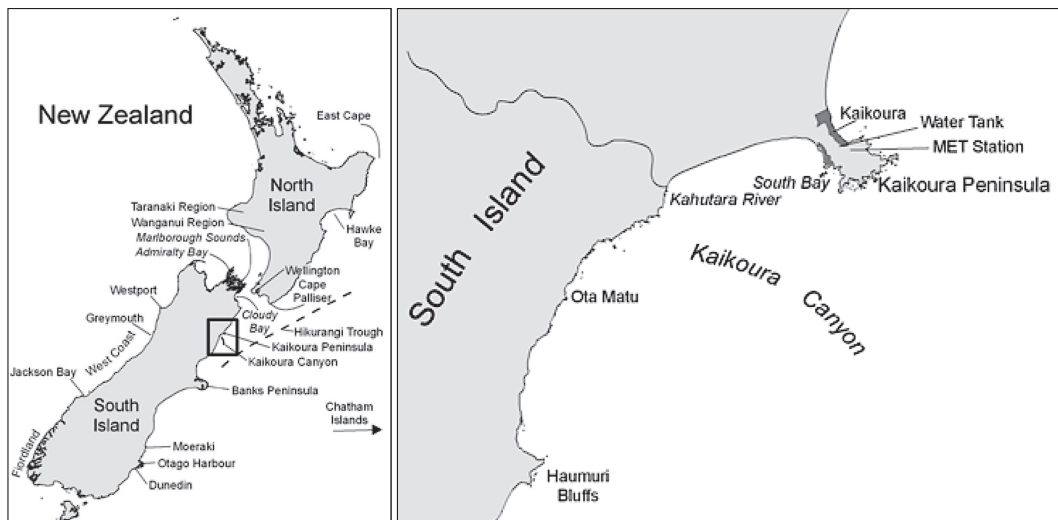 New Zealand
East Cape
North
Island
Taranaki Region
Wanganui Region
Marlborough Sounds
Admiralty Bay
Hawke
Bay
Wellington
Cape
Palliser
Westport
Greymouth
West Coast
Cloudy
Bay
Hikurangi Trough
Kaikoura Peninsula
Kaikoura Canyon
Jackson Bay
Banks Peninsula
South
Island
Chatham
Islands
Fiordland
Moeraki
Otago Harbour
Dunedin
Kaikoura
Water Tank
MET Station
South Bay
Kaikoura Peninsula
Kahutara River
South Island
Kaikoura
Canyon
Ota Matu
Haumuri
Bluffs